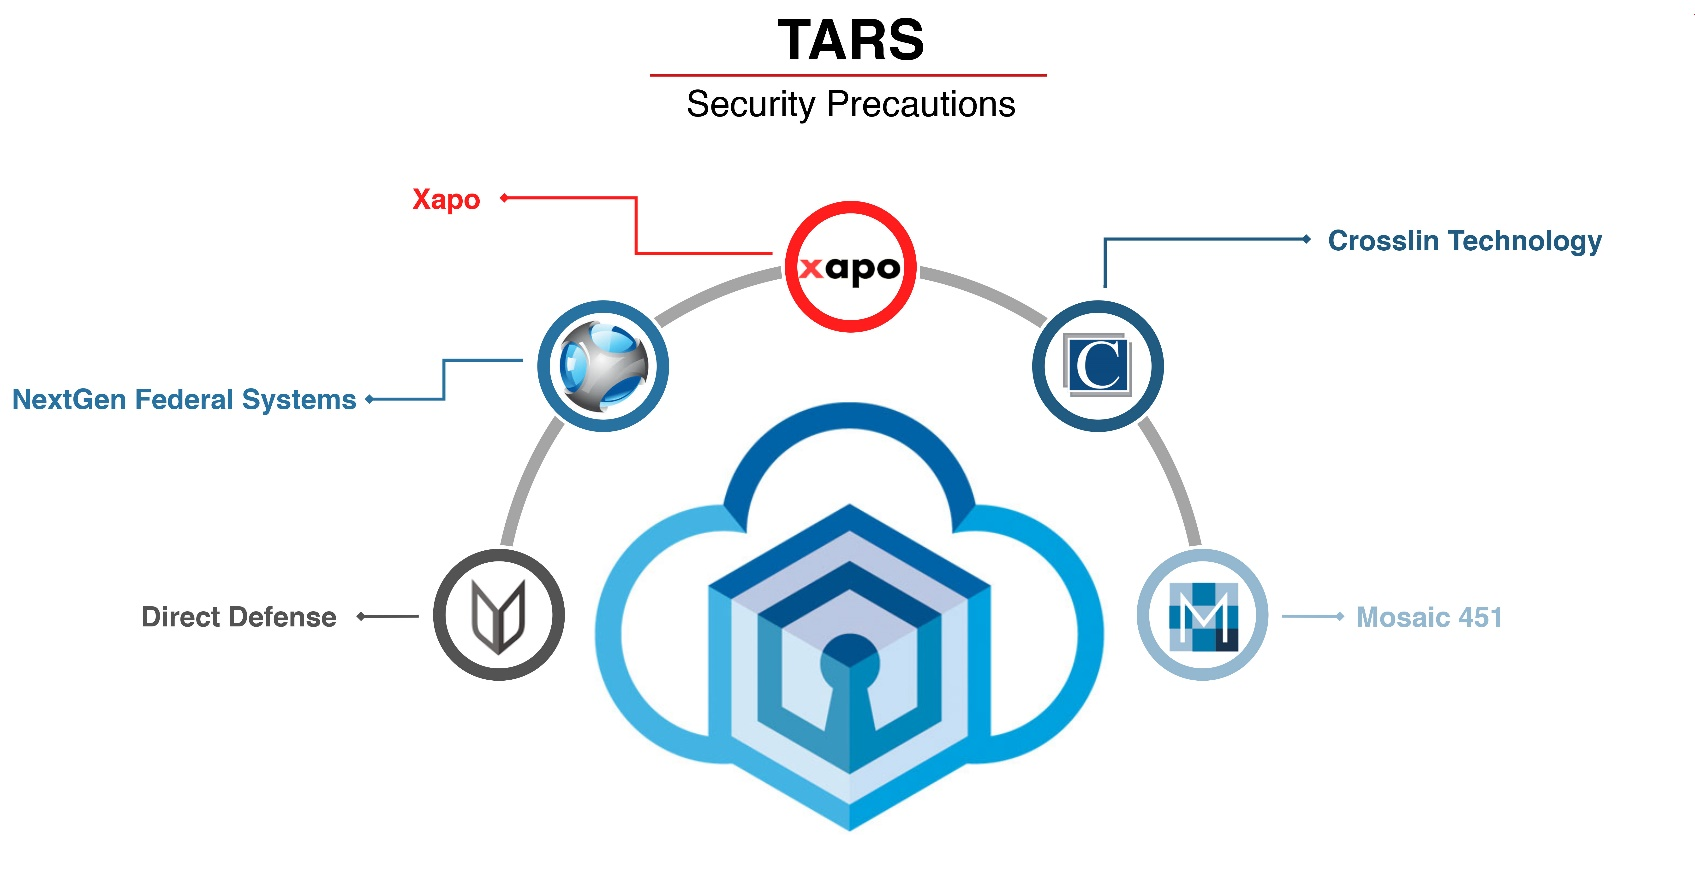 TARS
Security Precautions
Xapo
xapo
Crosslin Technology
C
NextGen Federal Systems
Direct Defense
M
Mosaic 451